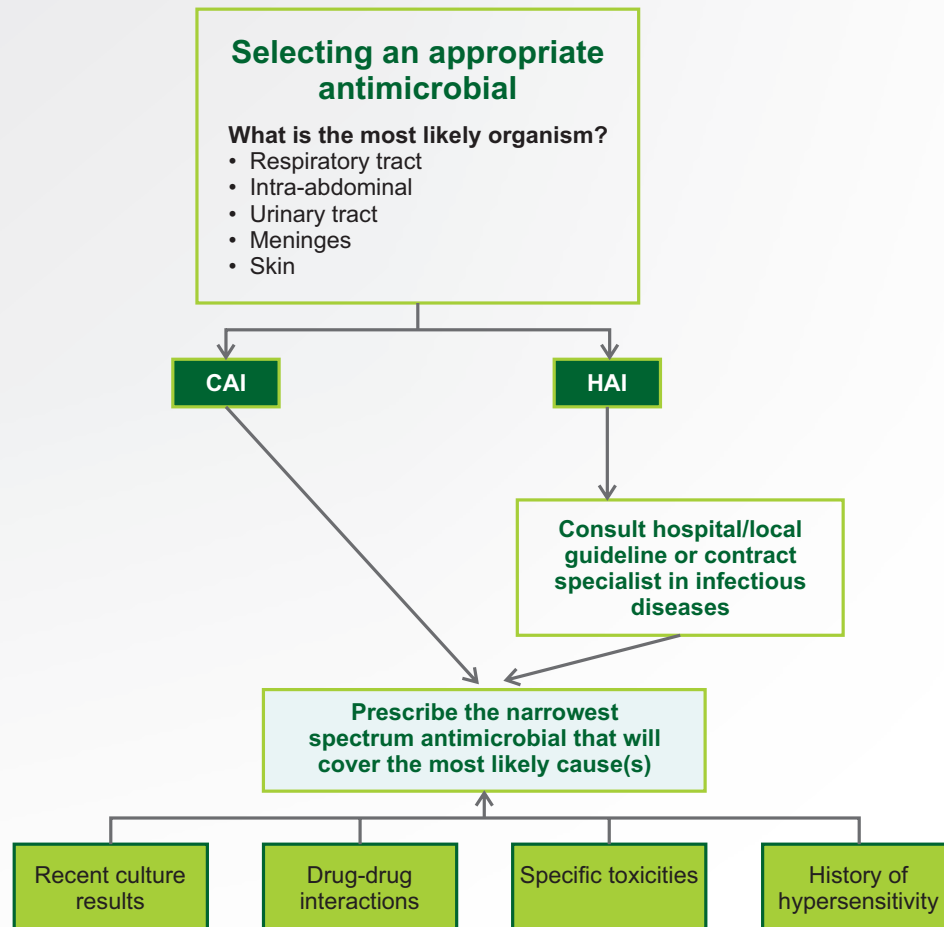 Selecting an appropriate
antimicrobial
What is the most likely organism?
• Respiratory tract
• Intra-abdominal
• Urinary tract
• Meninges
• Skin
CAI
HAI
Consult hospital/local
guideline or contract
specialist in infectious
diseases
Prescribe the narrowest
spectrum antimicrobial that will
cover the most likely cause(s)
Recent culture
results
Drug-drug
interactions
Specific toxicities
History of
hypersensitivity